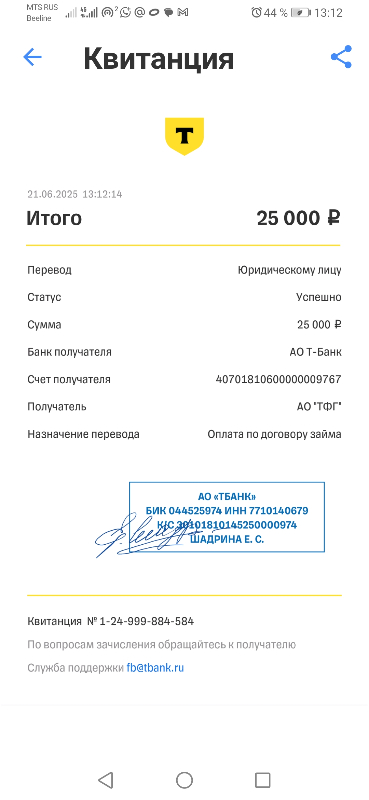 MTS RUS
Beeline
44 % 13:12
Квитанция
Т
21.06.2025 13:12:14
Итого 25 000 ₽
Перевод Юридическому лицу
Статус Успешно
Сумма 25 000 ₽
Банк получателя АО Т-Банк
Счет получателя 40701810600000009767
Получатель АО "ТФГ"
Назначение перевода Оплата по договору займа
АО «ТБАНК»
БИК 044525974 ИНН 7710140679
К/С 30101810145250000974
ШАДРИНА Е. С.
Квитанция № 1-24-999-884-584
По вопросам зачисления обращайтесь к получателю
Служба поддержки fb@tbank.ru